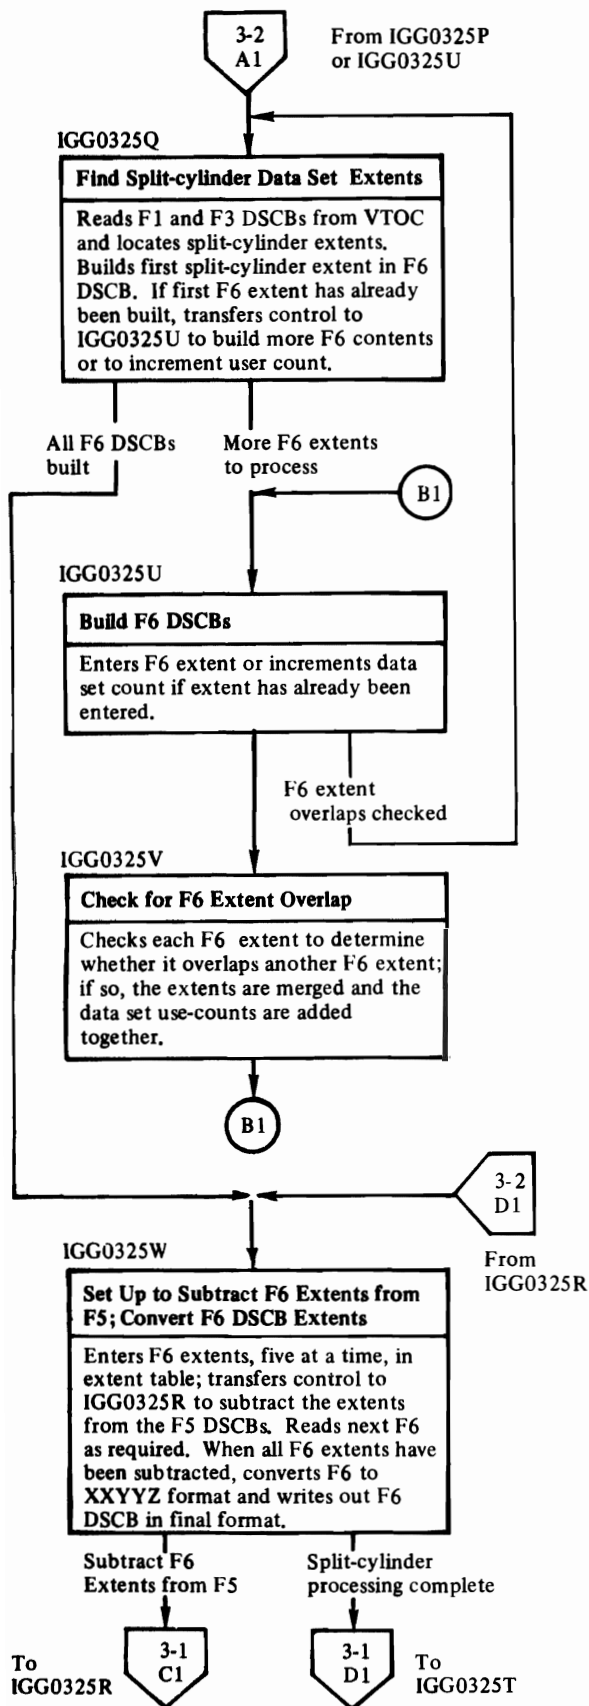 3-2
A1
From IGG0325P
or IGG0325U
IGG0325Q
Find Split-cylinder Data Set Extents
Reads F1 and F3 DSCBs from VTOC
and locates split-cylinder extents.
Builds first split-cylinder extent in F6
DSCB. If first F6 extent has already
been built, transfers control to
IGG0325U to build more F6 contents
or to increment user count.
All F6 DSCBs
built
More F6 extents
to process
B1
IGG0325U
Build F6 DSCBs
Enters F6 extent or increments data
set count if extent has already been
entered.
F6 extent
overlaps checked
IGG0325V
Check for F6 Extent Overlap
Checks each F6 extent to determine
whether it overlaps another F6 extent;
if so, the extents are merged and the
data set use-counts are added
together.
B1
3-2
D1
From
IGG0325R
IGG0325W
Set Up to Subtract F6 Extents from
F5; Convert F6 DSCB Extents
Enters F6 extents, five at a time, in
extent table; transfers control to
IGG0325R to subtract the extents
from the F5 DSCBs. Reads next F6
as required. When all F6 extents have
been subtracted, converts F6 to
XXYYZ format and writes out F6
DSCB in final format.
Subtract F6
Extents from F5
Split-cylinder
processing complete
To
IGG0325R
3-1
C1
3-1
D1
To
IGG0325T